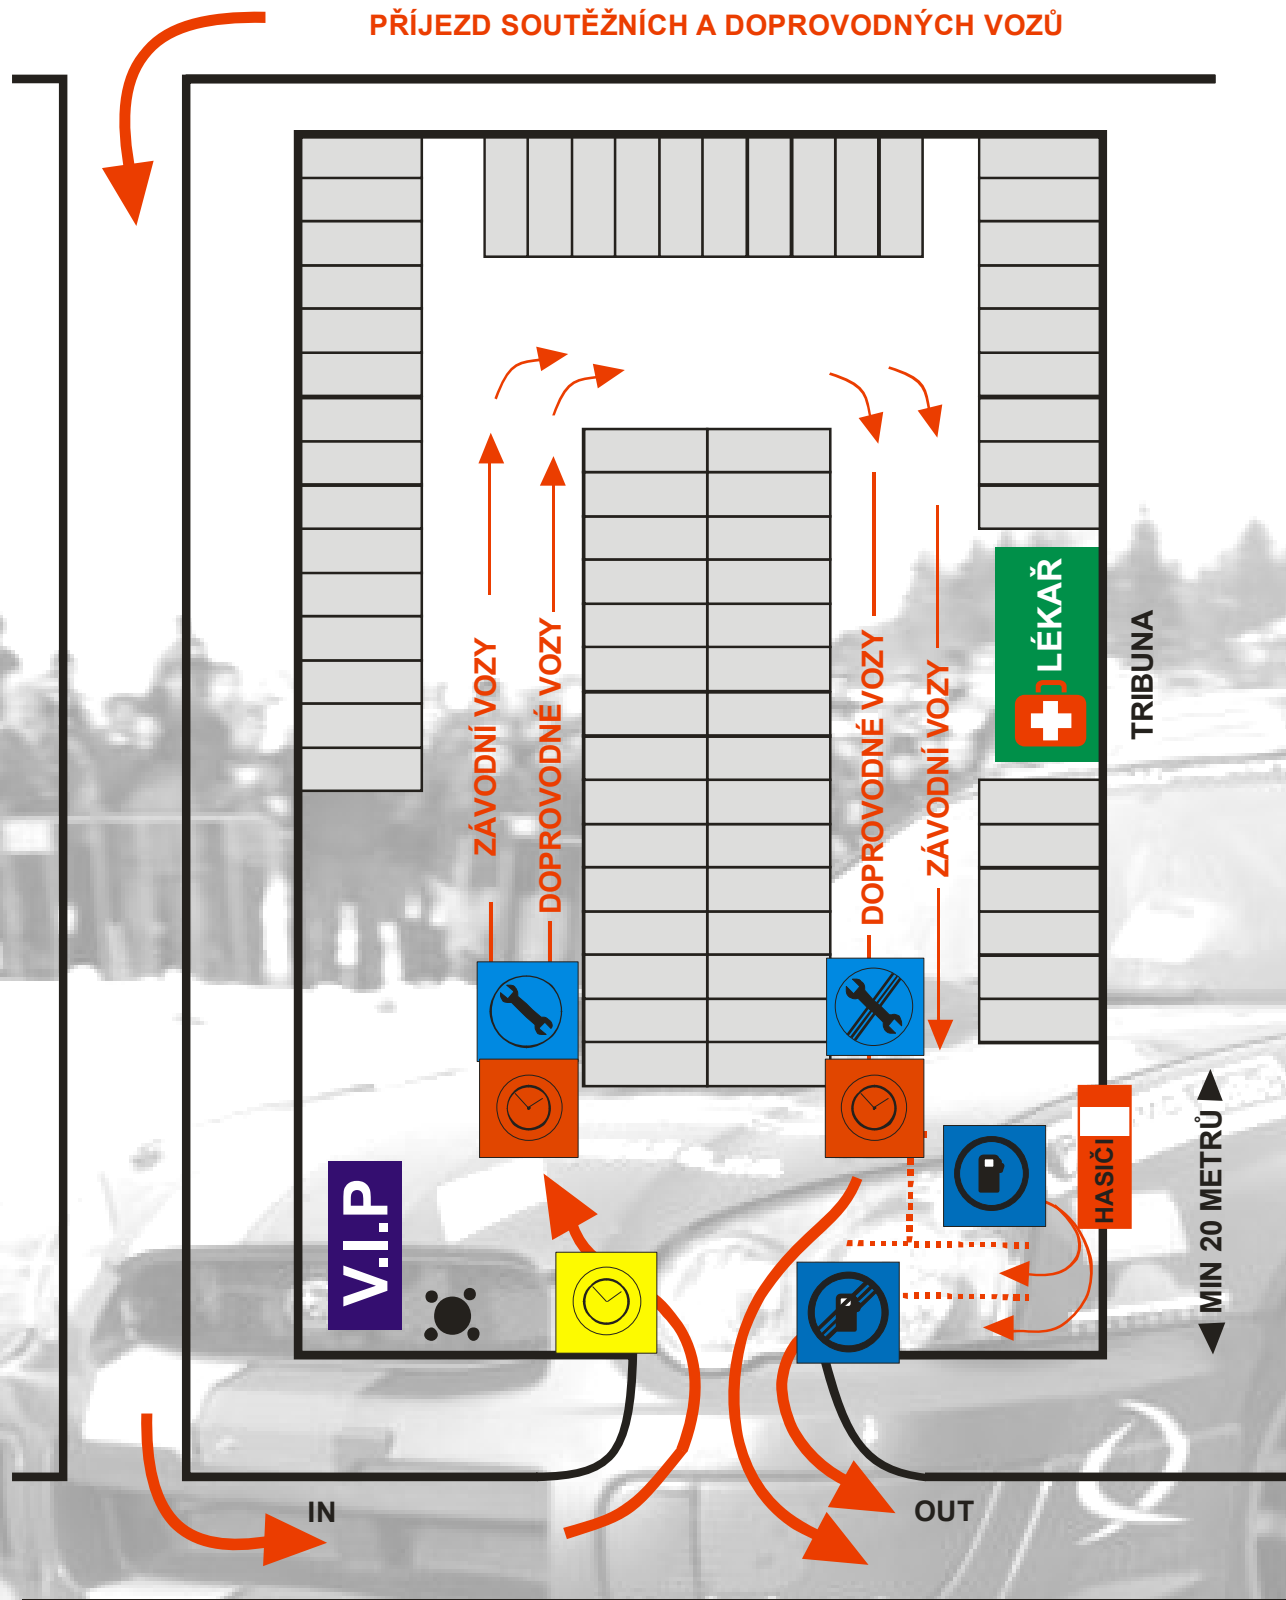 PŘÍJEZD SOUTĚŽNÍCH A DOPROVODNÝCH VOZŮ
ZÁVODNÍ VOZY
DOPROVODNÉ VOZY
DOPROVODNÉ VOZY
ZÁVODNÍ VOZY
LÉKAŘ
TRIBUNA
V.I.P
HASIČI
MIN 20 METRŮ
IN
OUT